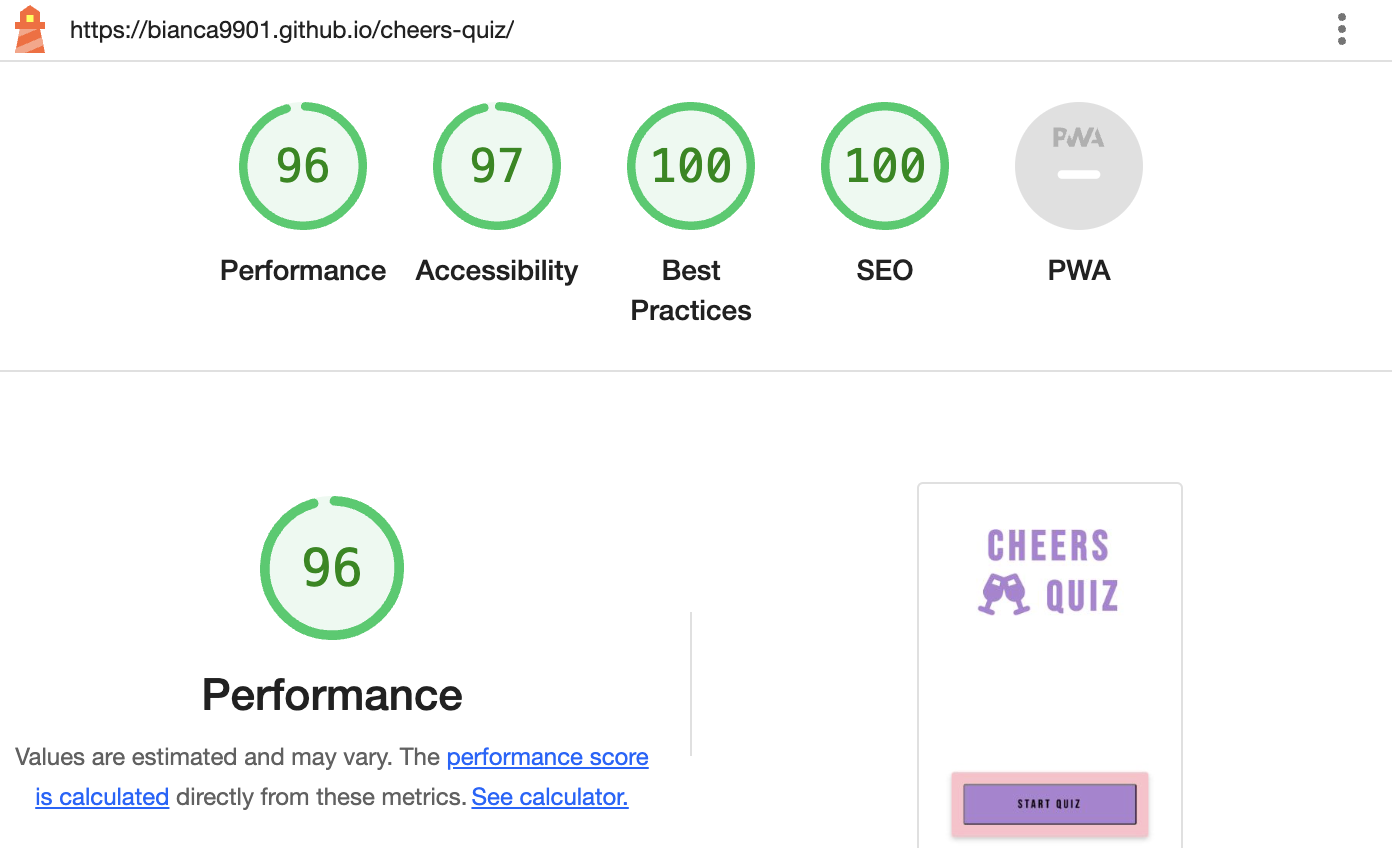 https://bianca9901.github.io/cheers-quiz/
96
97
100
100
PWA
Performance
Accessibility
Best
Practices
SEO
PWA
96
Performance
Values are estimated and may vary. The performance score
is calculated directly from these metrics. See calculator.
CHEERS
QUIZ
START QUIZ